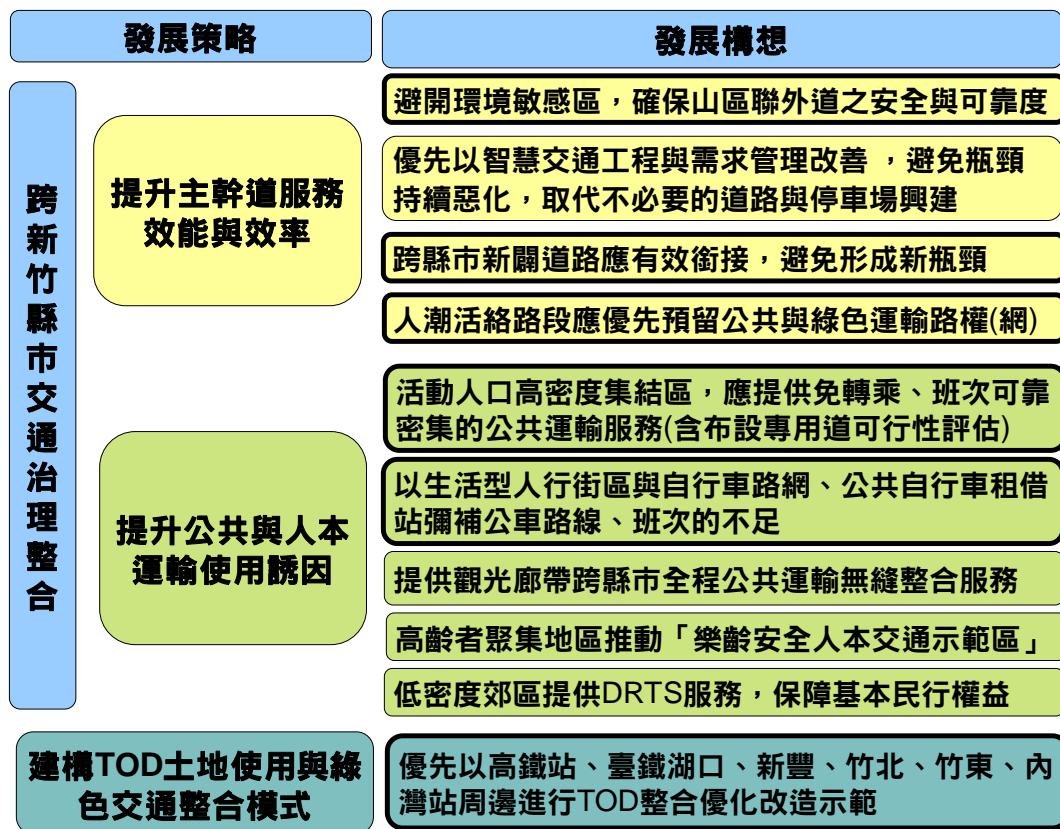 發展策略
發展構想
跨新竹縣市交通治理整合
提升主幹道服務
效能與效率
避開環境敏感區，確保山區聯外道之安全與可靠度
優先以智慧交通工程與需求管理改善 ，避免瓶頸
持續惡化，取代不必要的道路與停車場興建
跨縣市新闢道路應有效銜接，避免形成新瓶頸
人潮活絡路段應優先預留公共與綠色運輸路權(網)
提升公共與人本
運輸使用誘因
活動人口高密度集結區，應提供免轉乘、班次可靠
密集的公共運輸服務(含布設專用道可行性評估)
以生活型人行街區與自行車路網、公共自行車租借
站彌補公車路線、班次的不足
提供觀光廊帶跨縣市全程公共運輸無縫整合服務
高齡者聚集地區推動「樂齡安全人本交通示範區」
低密度郊區提供DRTS服務，保障基本民行權益
建構TOD土地使用與綠
色交通整合模式
優先以高鐵站、臺鐵湖口、新豐、竹北、竹東、內
灣站周邊進行TOD整合優化改造示範